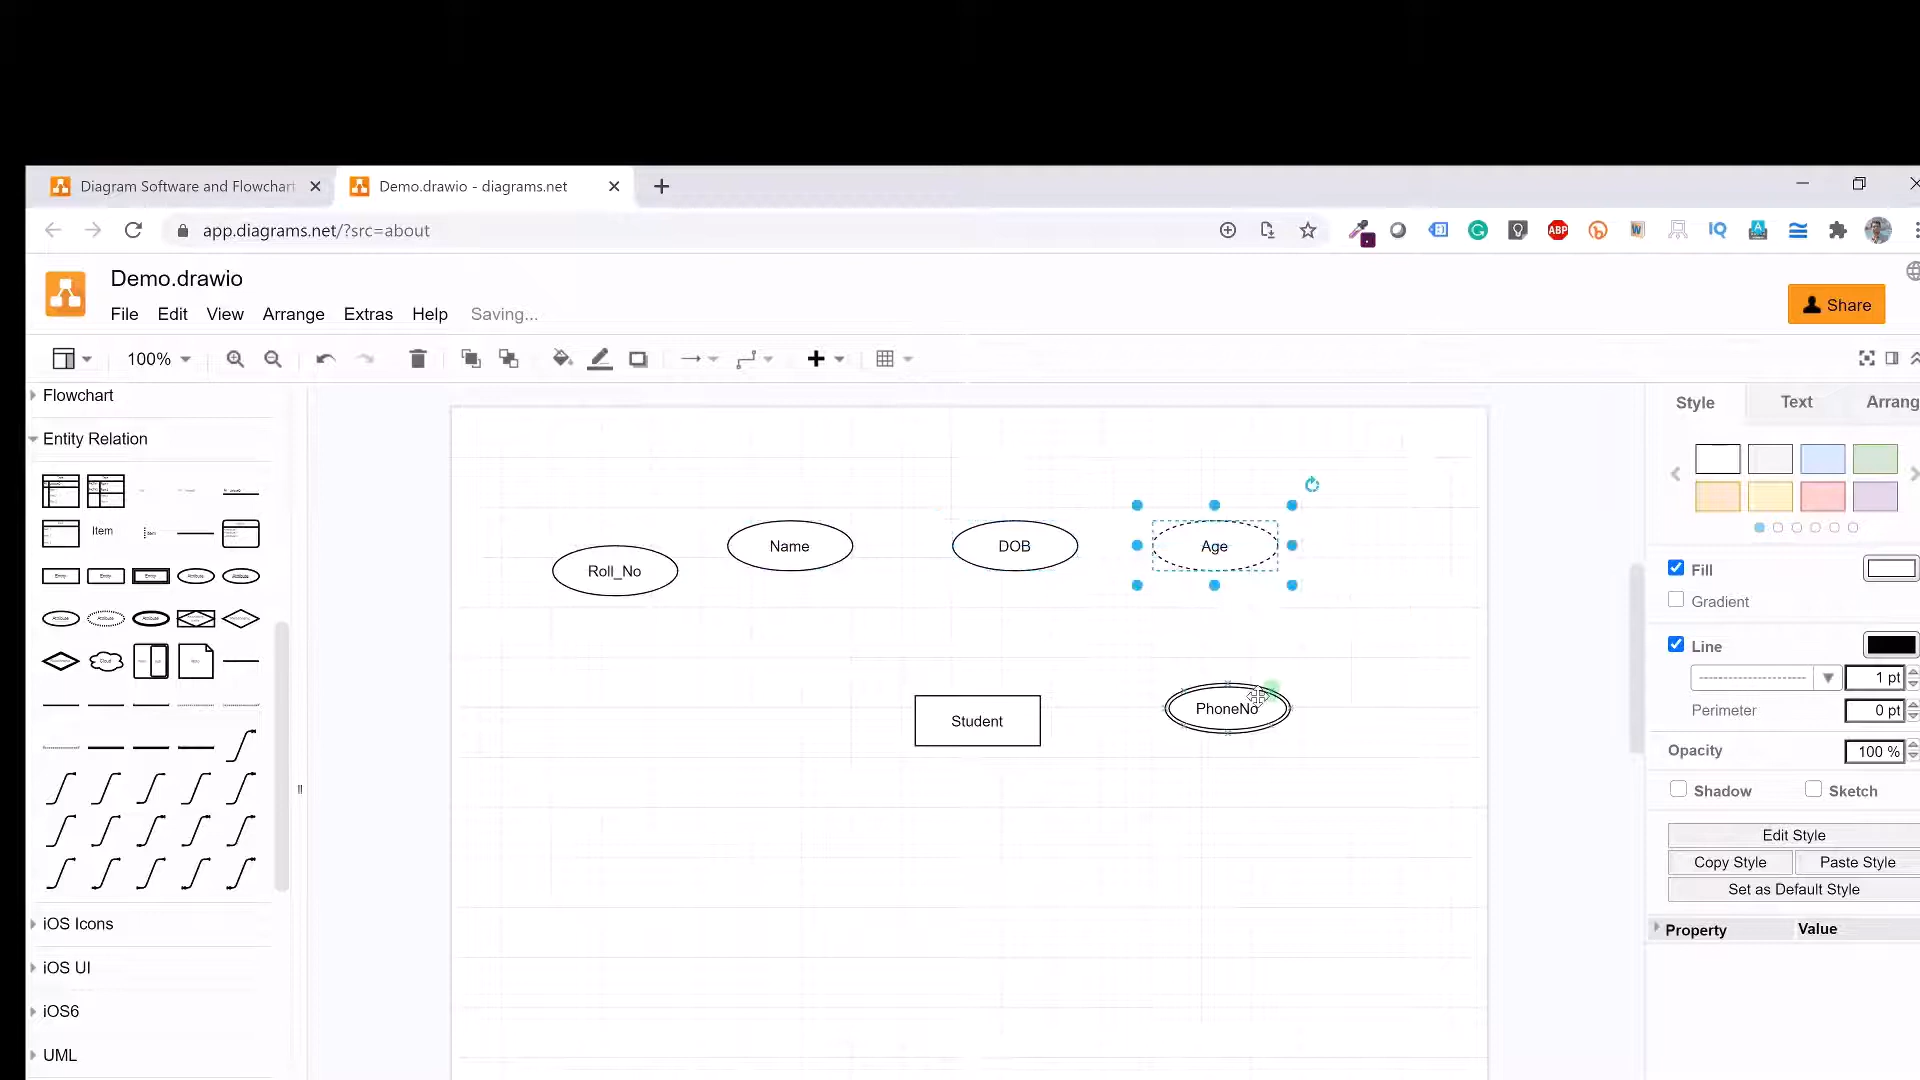 Diagram Software and Flowchart
Demo.drawio - diagrams.net
app.diagrams.net/?src=about
ABP
W
IQ
A
Demo.drawio
File Edit View Arrange Extras Help Saving...
Share
100%
Flowchart
Entity Relation
Item
iOS Icons
iOS UI
iOS6
UML
Roll_No
Name
DOB
Age
Student
PhoneNo
Style Text Arrang
Fill
Gradient
Line
1 pt
Perimeter 0 pt
Opacity 100 %
Shadow Sketch
Edit Style
Copy Style Paste Style
Set as Default Style
Property Value